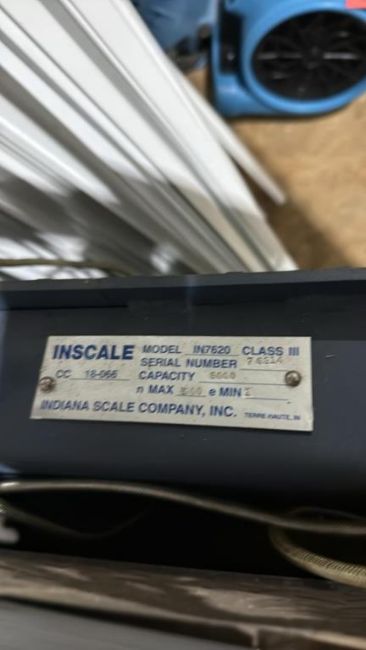 INSCALE MODEL IN7620 CLASS III
SERIAL NUMBER
CC 18-066 CAPACITY 5000
n MAX e MIN
INDIANA SCALE COMPANY, INC. TERRE HAUTE, IN